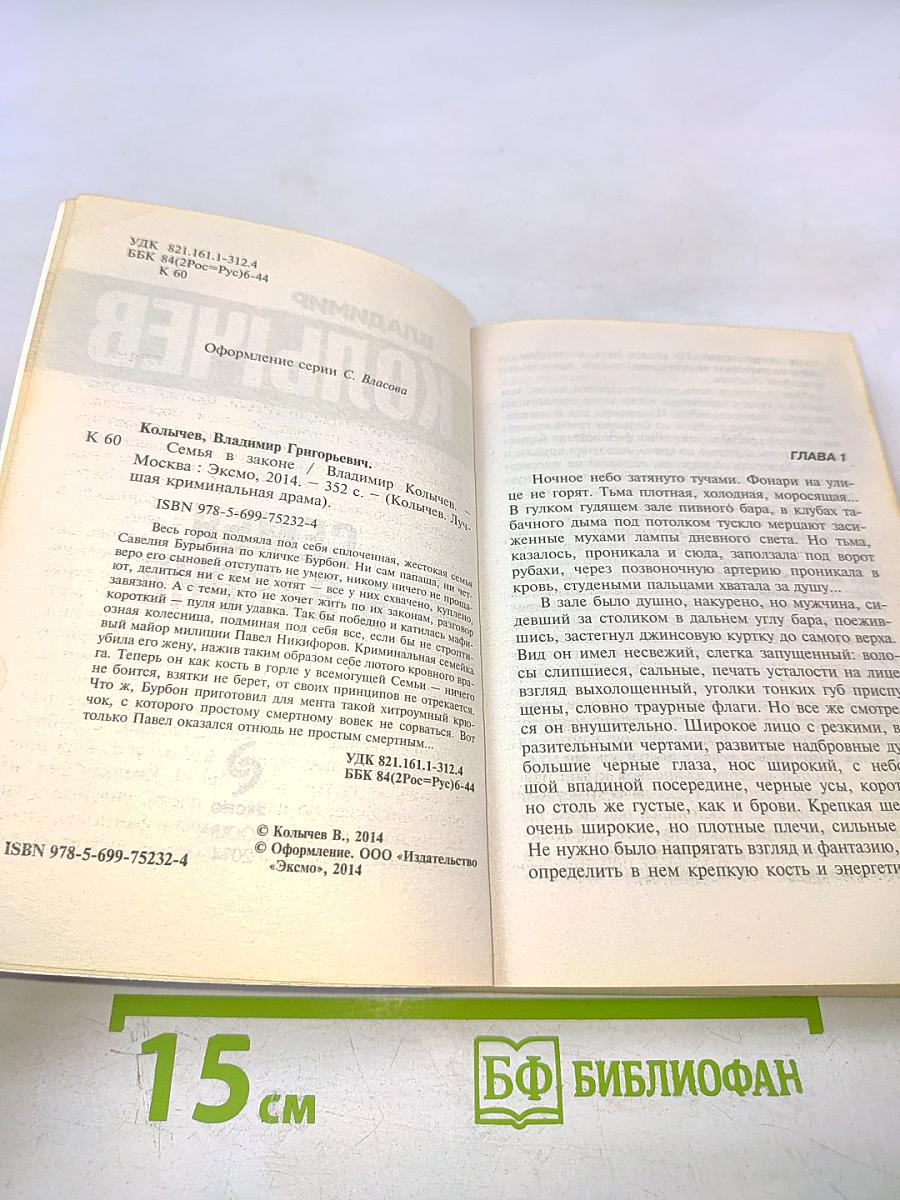 УДК 821.161.1-312.4
ББК 84(2Рос=Рус)6-44
К 60
ВЛАДИМИР
КОЛЫЧЕВ
Оформление серии С. Власова
Колычев, Владимир Григорьевич.
К 60 Семья в законе / Владимир Колычев. –
Москва : Эксмо, 2014. – 352 с. – (Колычев. Луч-
шая криминальная драма).
ISBN 978-5-699-75232-4
Весь город подмяла под себя сплоченная, жестокая семья
Савелия Бурыбина по кличке Бурбон. Ни сам папаша, ни чет-
веро его сыновей отступать не умеют, никому ничего не проща-
ют, делиться ни с кем не хотят — все у них схвачено, куплено,
завязано. А с теми, кто не хочет жить по их законам, разговор
короткий — пуля или удавка. Так бы победно и катилась мафи-
озная колесница, подминая под себя все, если бы не стропти-
вый майор милиции Павел Никифоров. Криминальная семейка
убила его жену, нажив таким образом себе лютого кровного вра-
га. Теперь он как кость в горле у всемогущей Семьи — ничего
не боится, взятки не берет, от своих принципов не отрекается.
Что ж, Бурбон приготовил для мента такой хитроумный крю-
чок, с которого простому смертному вовек не сорваться. Вот
только Павел оказался отнюдь не простым смертным...
УДК 821.161.1-312.4
ББК 84(2Рос=Рус)6-44
© Колычев В., 2014
© Оформление. ООО «Издательство
«Эксмо», 2014
ISBN 978-5-699-75232-4
ГЛАВА 1
Ночное небо затянуто тучами. Фонари на ули-
це не горят. Тьма плотная, холодная, моросящая...
В гулком гудящем зале пивного бара, в клубах та-
бачного дыма под потолком тускло мерцают заси-
женные мухами лампы дневного света. Но тьма,
казалось, проникала и сюда, заползала под ворот
рубахи, через позвоночную артерию проникала в
кровь, студеными пальцами хватала за душу...
В зале было душно, накурено, но мужчина, си-
девший за столиком в дальнем углу бара, поежив-
шись, застегнул джинсовую куртку до самого верха.
Вид он имел несвежий, слегка запущенный: воло-
сы слипшиеся, сальные, печать усталости на лице
взгляд выхолощенный, уголки тонких губ приспу
щены, словно траурные флаги. Но все же смотре
ся он внушительно. Широкое лицо с резкими, в
разительными чертами, развитые надбровные ду
большие черные глаза, нос широкий, с небо
шой впадиной посередине, черные усы, корот
но столь же густые, как и брови. Крепкая ше
очень широкие, но плотные плечи, сильные
Не нужно было напрягать взгляд и фантазию,
определить в нем крепкую кость и энергети
15 см
БФ БИБЛИОФАН